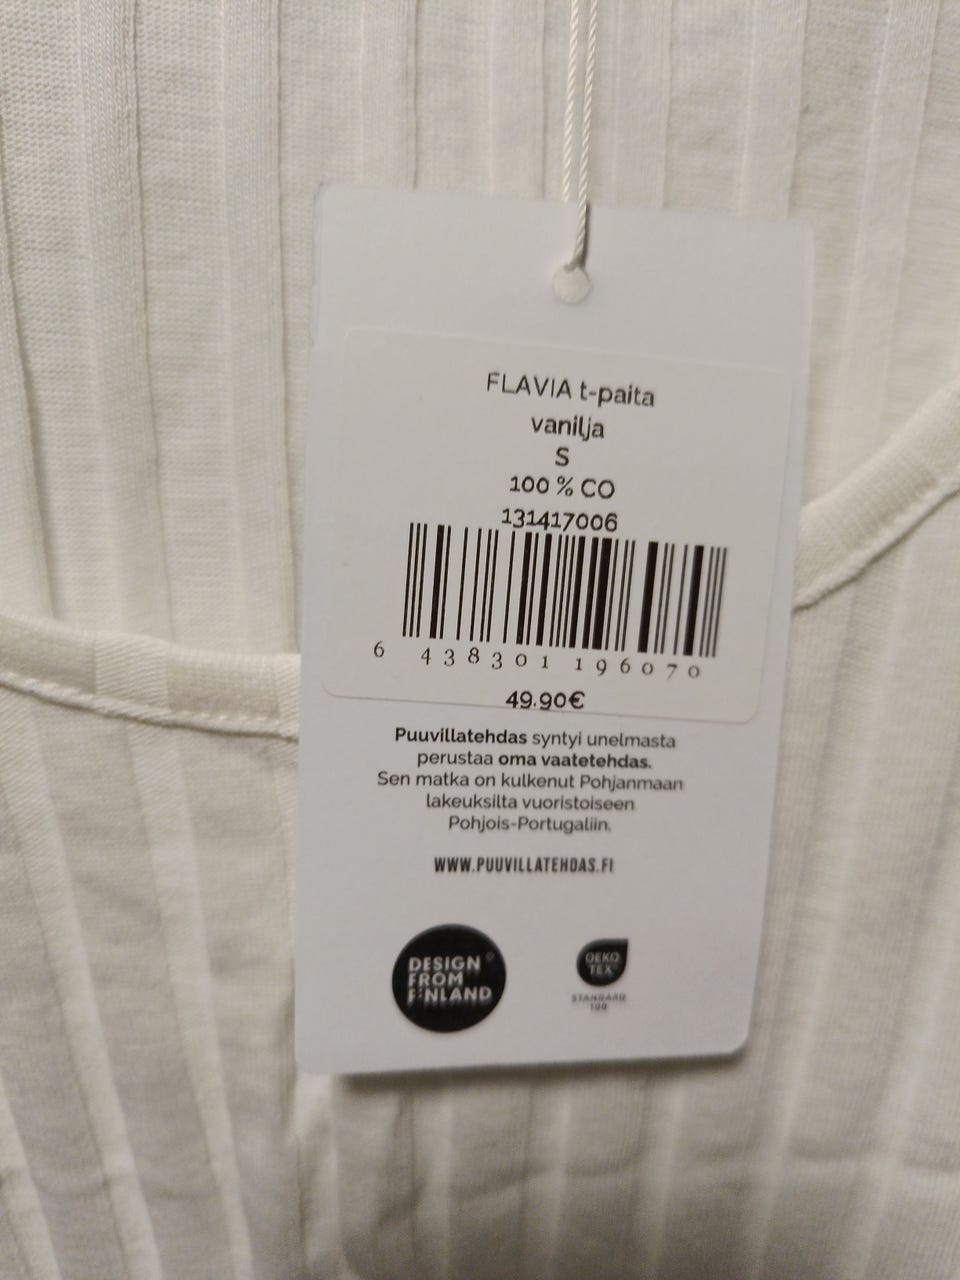 FLAVIA t-paita
vanilja
S
100 % CO
131417006
6 438301 196070
49.90€
Puuvillatehdas syntyi unelmasta
perustaa oma vaatetehdas.
Sen matka on kulkenut Pohjanmaan
lakeuksilta vuoristoiseen
Pohjois-Portugaliin.
WWW.PUUVILLATEHDAS.FI
DESIGN
FROM
FINLAND
OEKO
TEX
STANDARD
100